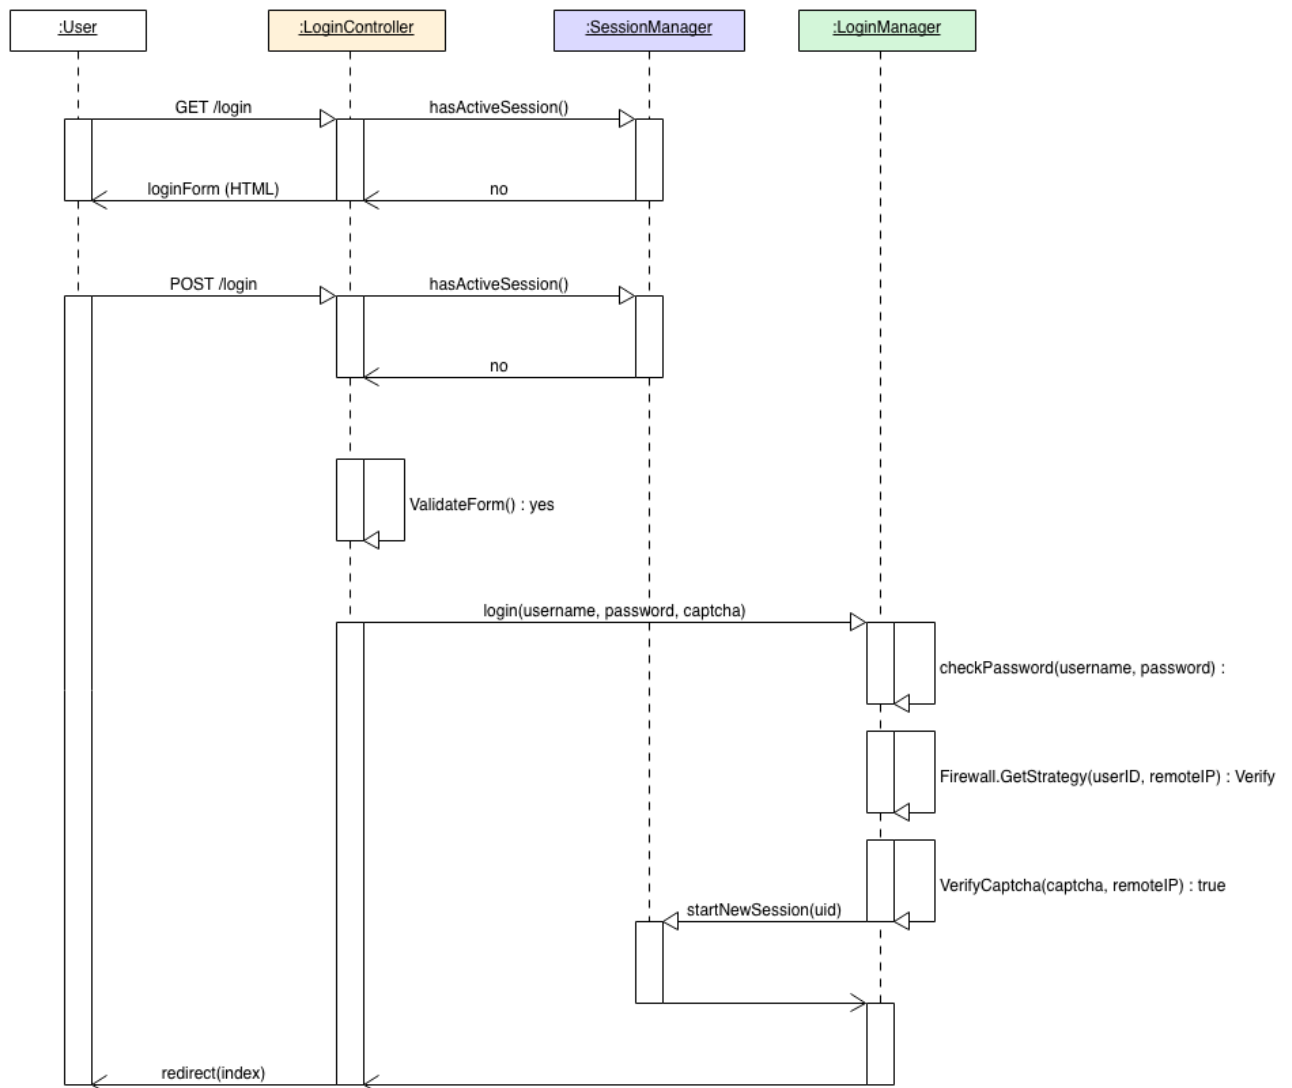 :User
:LoginController
:SessionManager
:LoginManager
GET /login
hasActiveSession()
loginForm (HTML)
no
POST /login
hasActiveSession()
no
ValidateForm() : yes
login(username, password, captcha)
checkPassword(username, password) :
Firewall.GetStrategy(userID, remoteIP) : Verify
VerifyCaptcha(captcha, remoteIP) : true
startNewSession(uid)
redirect(index)